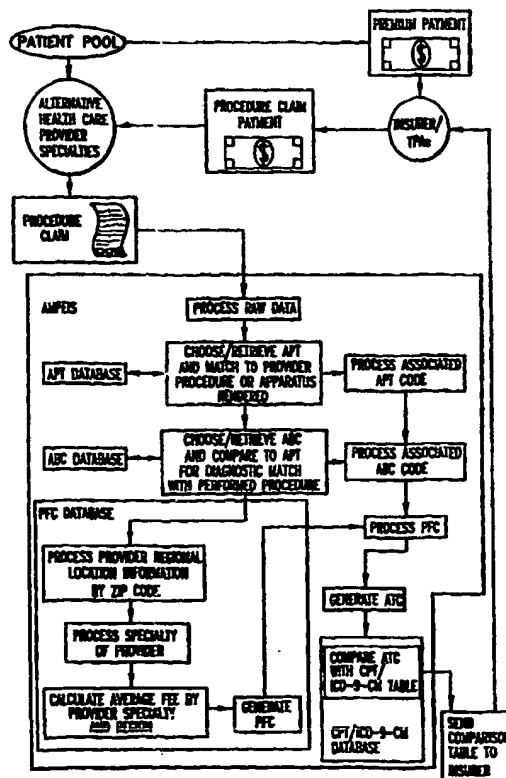 PREMIUM PAYMENT
$
PATIENT POOL
ALTERNATIVE
HEALTH CARE
PROVIDER
SPECIALTIES
PROCEDURE CLAIM
PAYMENT
$
INSURER/
TPAs
PROCEDURE
CLAIM
AMFEIS
PROCESS RAW DATA
APT DATABASE
CHOOSE/RETRIEVE APT
AND MATCH TO PROVIDER
PROCEDURE OR APPARATUS
RENDERED
PROCESS ASSOCIATED
APT CODE
ABC DATABASE
CHOOSE/RETRIEVE ABC
AND COMPARE TO APT
FOR DIAGNOSTIC MATCH
WITH PERFORMED PROCEDURE
PROCESS ASSOCIATED
ABC CODE
PFC DATABASE
PROCESS PFC
PROCESS PROVIDER REGIONAL
LOCATION INFORMATION
BY ZIP CODE
GENERATE ATC
PROCESS SPECIALTY
OF PROVIDER
CALCULATE AVERAGE FEE BY
PROVIDER SPECIALTY
AND REGION
GENERATE
PFC
COMPARE ATC
WITH CPT/
ICD-9-CM TABLE
CPT/ICD-9-CM
DATABASE
SEND
COMPARISON
TABLE TO
INSURER